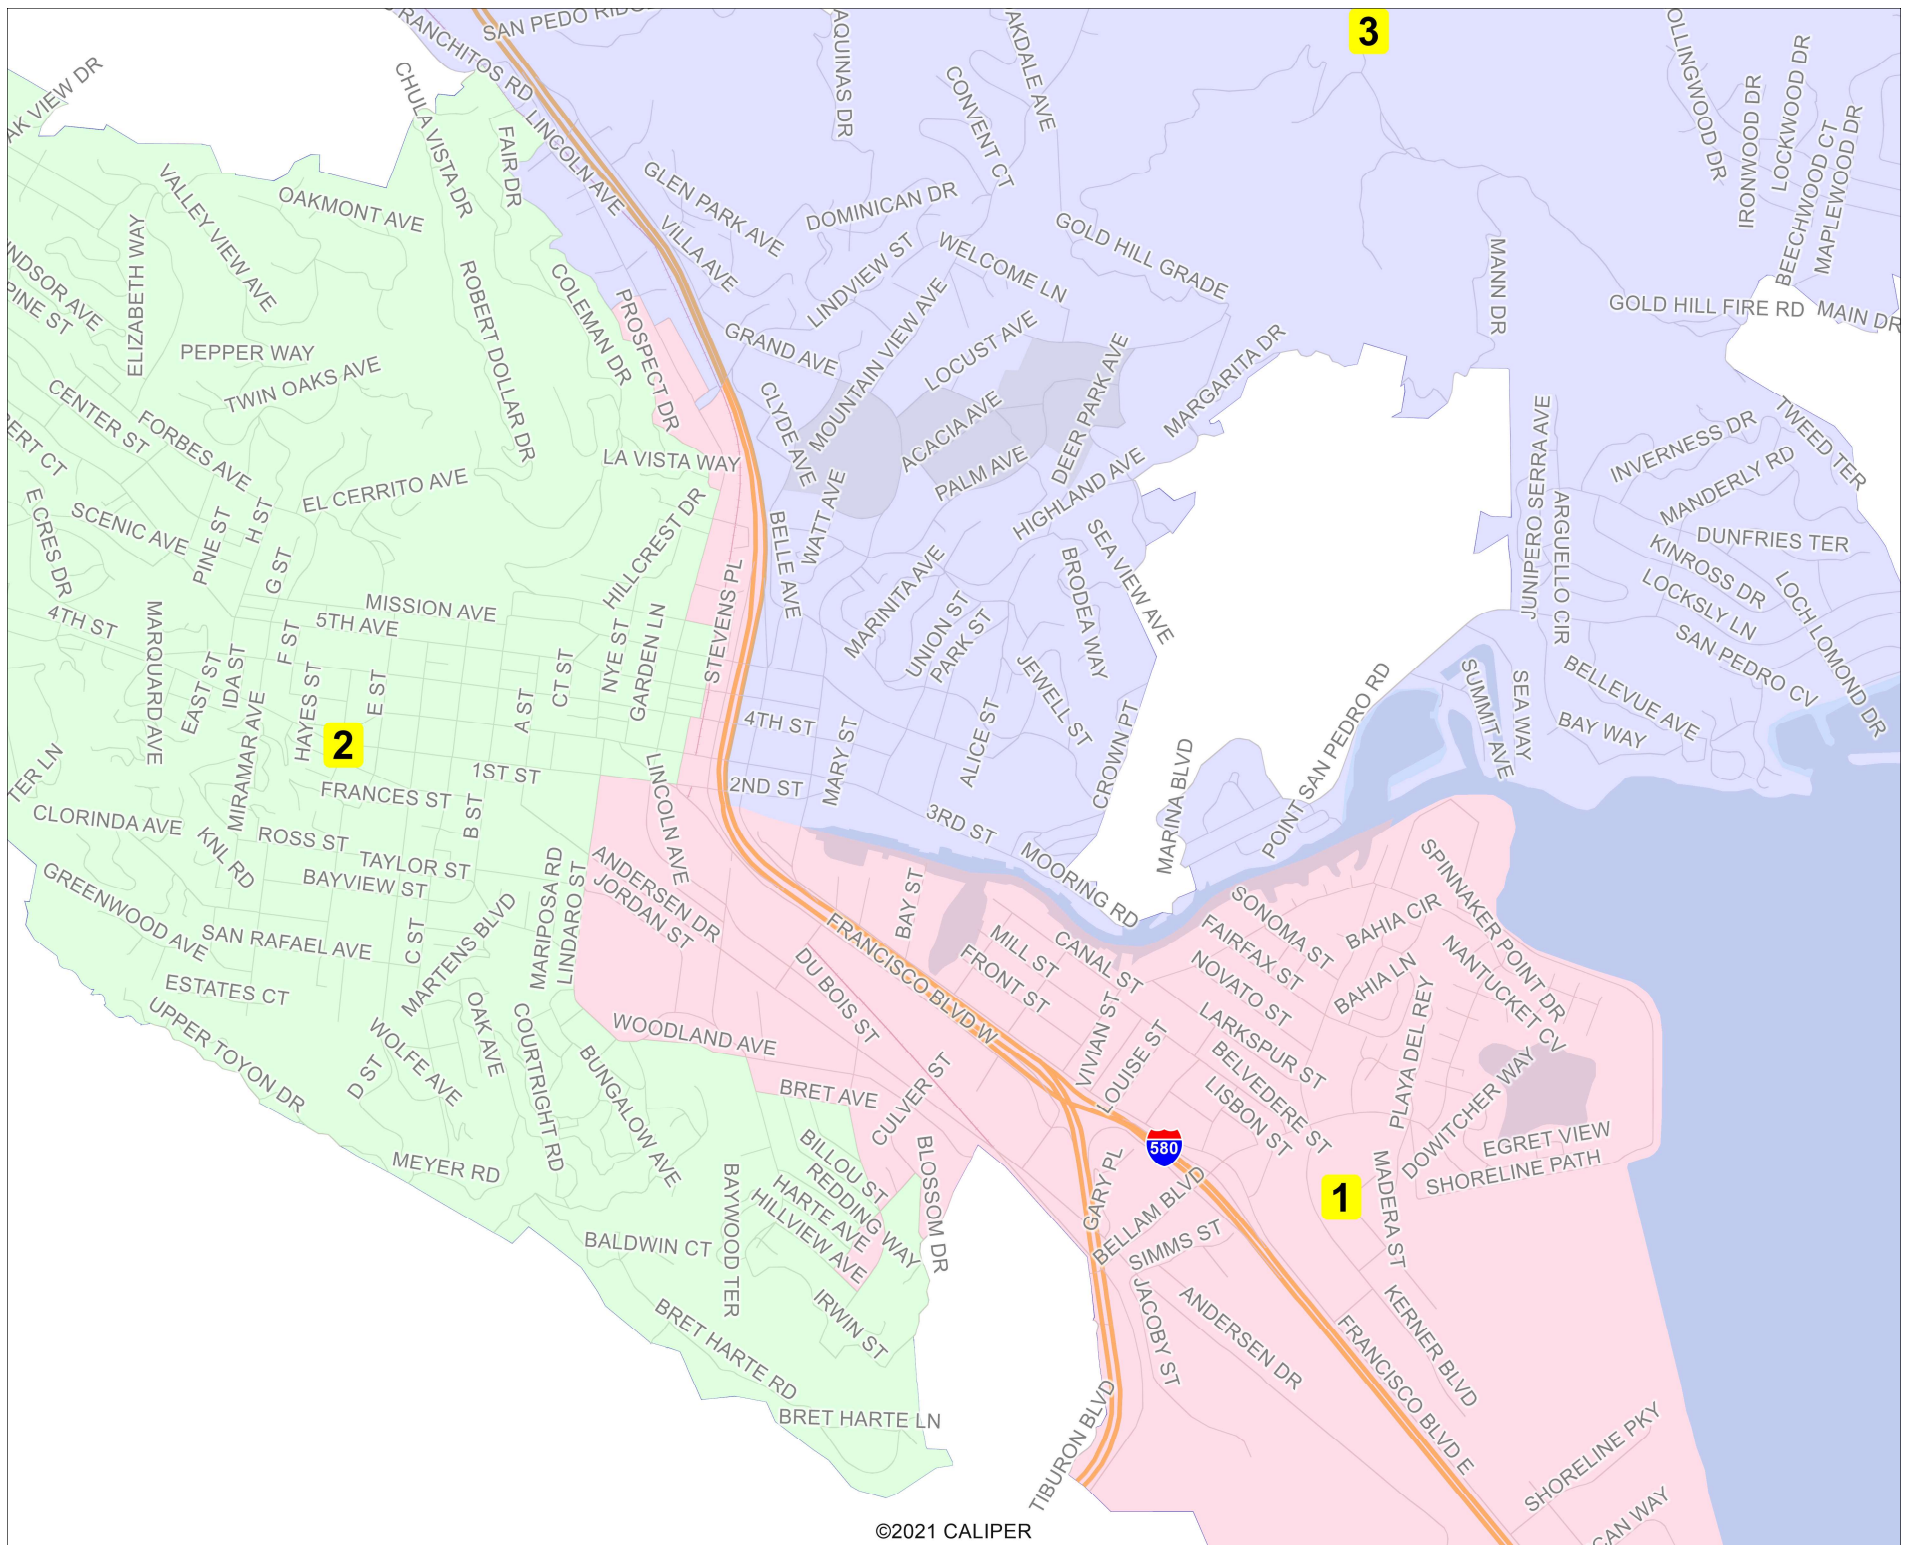 SAN PEDO RIDGE
RANCHITOS RD
LINCOLN AVE
AQUINAS DR
AKDALE AVE
CONVENT CT
3
OLLINGWOOD DR
IRONWOOD DR
LOCKWOOD DR
BEECHWOOD CT
MAPLEWOOD DR
AK VIEW DR
CHULA VISTA DR
FAIR DR
VALLEY VIEW AVE
OAKMONT AVE
ELIZABETH WAY
GLEN PARK AVE
DOMINICAN DR
VILLA AVE
LINDVIEW ST
WELCOME LN
GOLD HILL GRADE
MANN DR
GOLD HILL FIRE RD
MAIN DR
NDSOR AVE
PINE ST
COLEMAN DR
ROBERT DOLLAR DR
PROSPECT DR
GRAND AVE
MOUNTAIN VIEW AVE
LOCUST AVE
DEER PARK AVE
MARGARITA DR
PEPPER WAY
TWIN OAKS AVE
CENTER ST
FORBES AVE
ERT CT
CLYDE AVE
ACACIA AVE
PALM AVE
HIGHLAND AVE
JUNIPERO SERRA AVE
INVERNESS DR
TWEED TER
MANDERLY RD
LA VISTA WAY
EL CERRITO AVE
E CRES DR
SCENIC AVE
PINE ST
H ST
G ST
HILLCREST DR
WATT AVE
BELLE AVE
SEA VIEW AVE
BRODEA WAY
ARGUELLO CIR
DUNFRIES TER
KINROSS DR
LOCKSLY LN
LOCH LOMOND DR
SAN PEDRO CV
MARINITA AVE
UNION ST
PARK ST
MISSION AVE
5TH AVE
4TH ST
MARQUARD AVE
EAST ST
IDA ST
F ST
HAYES ST
E ST
MIRAMAR AVE
A ST
CT ST
NYE ST
GARDEN LN
STEVENS PL
JEWELL ST
ALICE ST
CROWN PT
MARINA BLVD
POINT SAN PEDRO RD
SUMMIT AVE
SEA WAY
BELLEVUE AVE
BAY WAY
2
TER LN
4TH ST
MARY ST
2ND ST
3RD ST
1ST ST
LINCOLN AVE
FRANCES ST
B ST
CLORINDA AVE
KNL RD
ROSS ST
TAYLOR ST
BAYVIEW ST
GREENWOOD AVE
SAN RAFAEL AVE
ESTATES CT
C ST
MARTENS BLVD
MARIPOSA RD
LINDARO ST
ANDERSEN DR
JORDAN ST
MOORING RD
BAY ST
FRANCISCO BLVD W
MILL ST
FRONT ST
CANAL ST
SONOMA ST
FAIRFAX ST
NOVATO ST
BAHIA CIR
BAHIA LN
SPINNAKER POINT DR
NANTUCKET CV
PLAYA DEL REY
LARKSPUR ST
BELVEDERE ST
LISBON ST
DU BOIS ST
VIVIAN ST
LOUISE ST
WOODLAND AVE
UPPER TOYON DR
D ST
WOLFE AVE
OAK AVE
COURTRIGHT RD
BUNGALOW AVE
BRET AVE
CULVER ST
DOWITCHER WAY
EGRET VIEW
SHORELINE PATH
580
1
MADERA ST
MEYER RD
BILLOU ST
REDDING WAY
HARTE AVE
HILLVIEW AVE
BLOSSOM DR
BAYWOOD TER
GARY PL
BELLAM BLVD
SIMMS ST
BALDWIN CT
IRWIN ST
BRET HARTE RD
BRET HARTE LN
JACOBY ST
ANDERSEN DR
KERNER BLVD
FRANCISCO BLVD E
TIBURON BLVD
SHORELINE PKY
CAN WAY
©2021 CALIPER